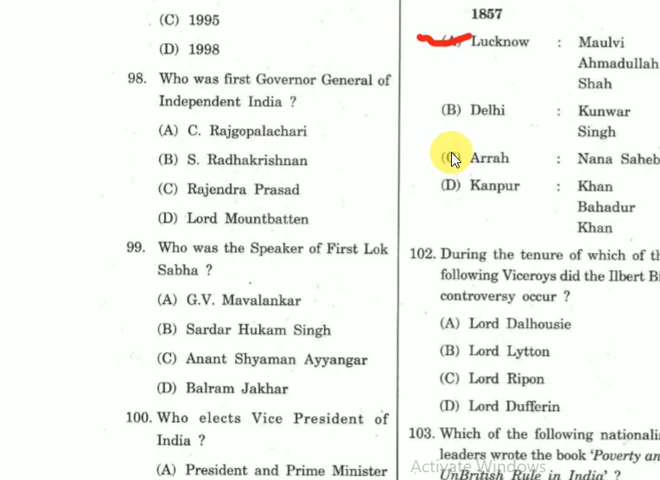 (C) 1995
(D) 1998
98. Who was first Governor General of
Independent India ?
(A) C. Rajgopalachari
(B) S. Radhakrishnan
(C) Rajendra Prasad
(D) Lord Mountbatten
99. Who was the Speaker of First Lok
Sabha ?
(A) G.V. Mavalankar
(B) Sardar Hukam Singh
(C) Anant Shyaman Ayyangar
(D) Balram Jakhar
100. Who elects Vice President of
India ?
(A) President and Prime Minister
1857
(A) Lucknow : Maulvi
Ahmadullah
Shah
(B) Delhi : Kunwar
Singh
(C) Arrah : Nana Saheb
(D) Kanpur : Khan
Bahadur
Khan
102. During the tenure of which of th
following Viceroys did the Ilbert Bi
controversy occur ?
(A) Lord Dalhousie
(B) Lord Lytton
(C) Lord Ripon
(D) Lord Dufferin
103. Which of the following nationali
leaders wrote the book ‘Poverty an
UnBritish Rule in India’ ?
Activate Windows